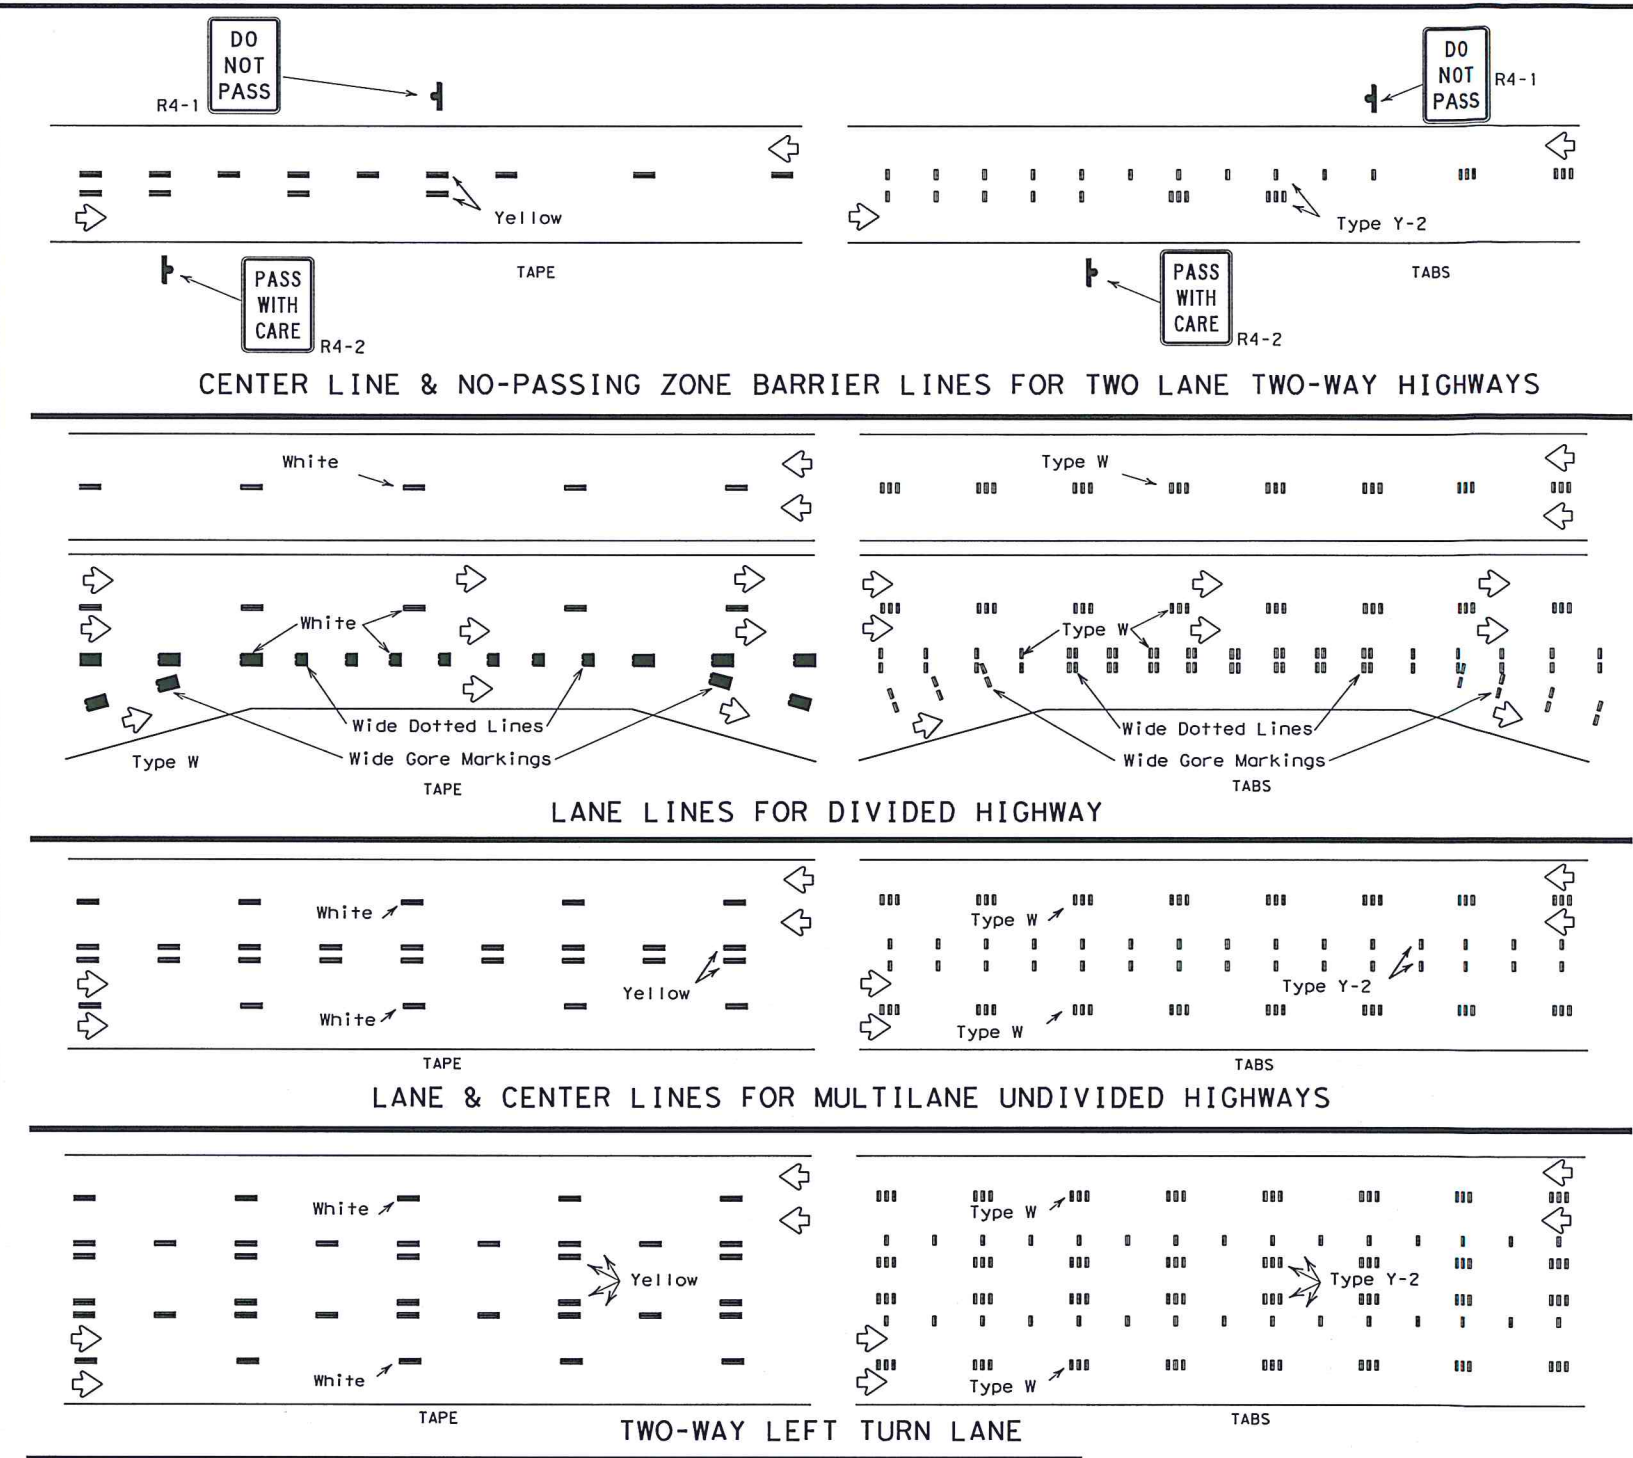 DO
NOT
PASS
R4-1
DO
NOT
PASS
R4-1
Yellow
Type Y-2
PASS
WITH
CARE
R4-2
TAPE
PASS
WITH
CARE
R4-2
TABS
CENTER LINE & NO-PASSING ZONE BARRIER LINES FOR TWO LANE TWO-WAY HIGHWAYS
White
Type W
White
Type W
Wide Dotted Lines
Wide Dotted Lines
Type W
Wide Gore Markings
Wide Gore Markings
TAPE
TABS
LANE LINES FOR DIVIDED HIGHWAY
White
Type W
Yellow
Type Y-2
White
Type W
TAPE
TABS
LANE & CENTER LINES FOR MULTILANE UNDIVIDED HIGHWAYS
White
Type W
Yellow
Type Y-2
White
Type W
TAPE
TABS
TWO-WAY LEFT TURN LANE